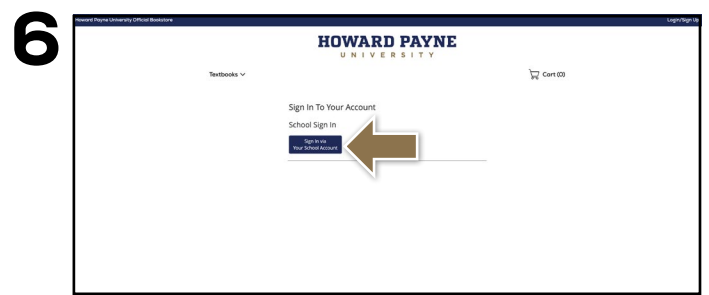 6
Howard Payne University Official Bookstore
Login/Sign Up
HOWARD PAYNE
UNIVERSITY
Textbooks
Cart (0)
Sign In To Your Account
School Sign In
Sign In via
Your School Account